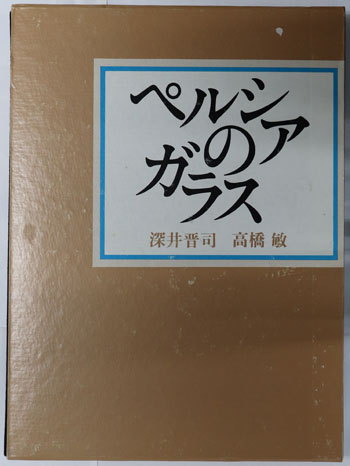 ペルシア
の
ガラス
深井晋司 高橋敏